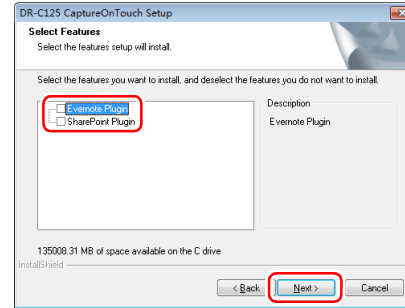 DR-C125 CaptureOnTouch Setup
Select Features
Select the features setup will install.
Select the features you want to install, and deselect the features you do not want to install.
Evernote Plugin
SharePoint Plugin
Description
Evernote Plugin
135008.31 MB of space available on the C drive
InstallShield
< Back
Next >
Cancel